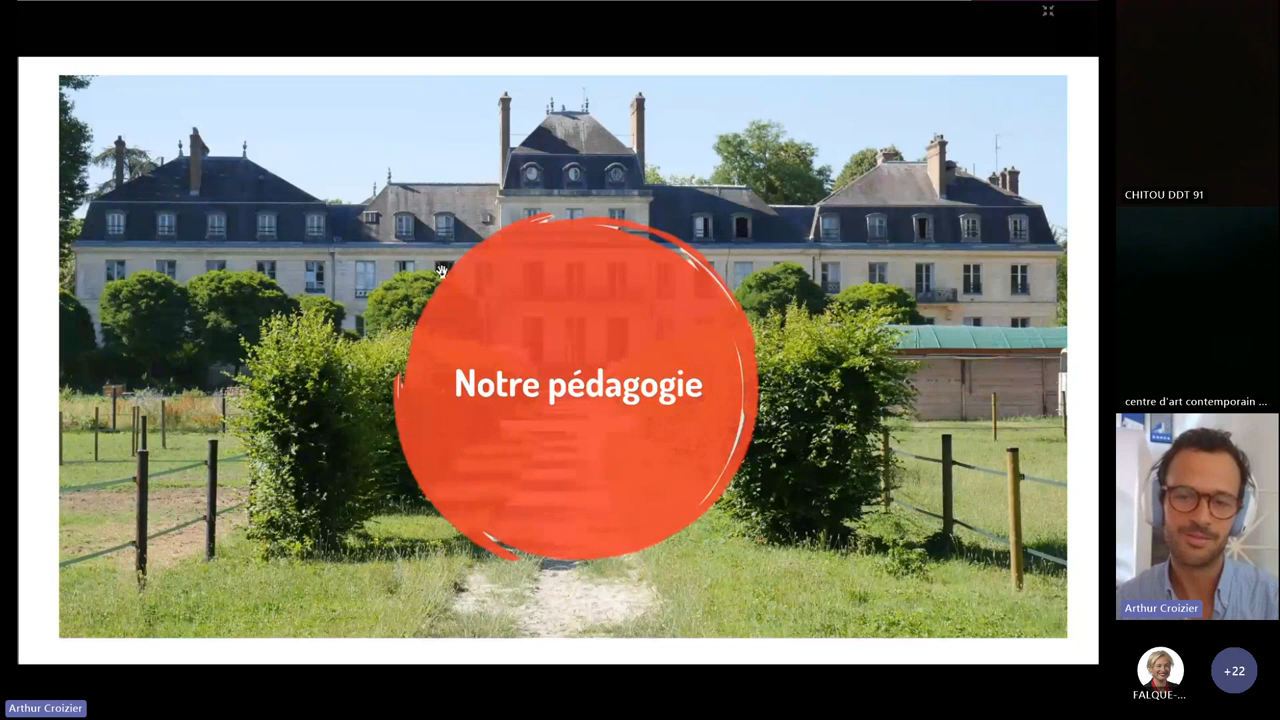 Notre pédagogie
CHITOU DDT 91
centre d'art contemporain ...
Arthur Croizier
FALQUE-...
+22
Arthur Croizier